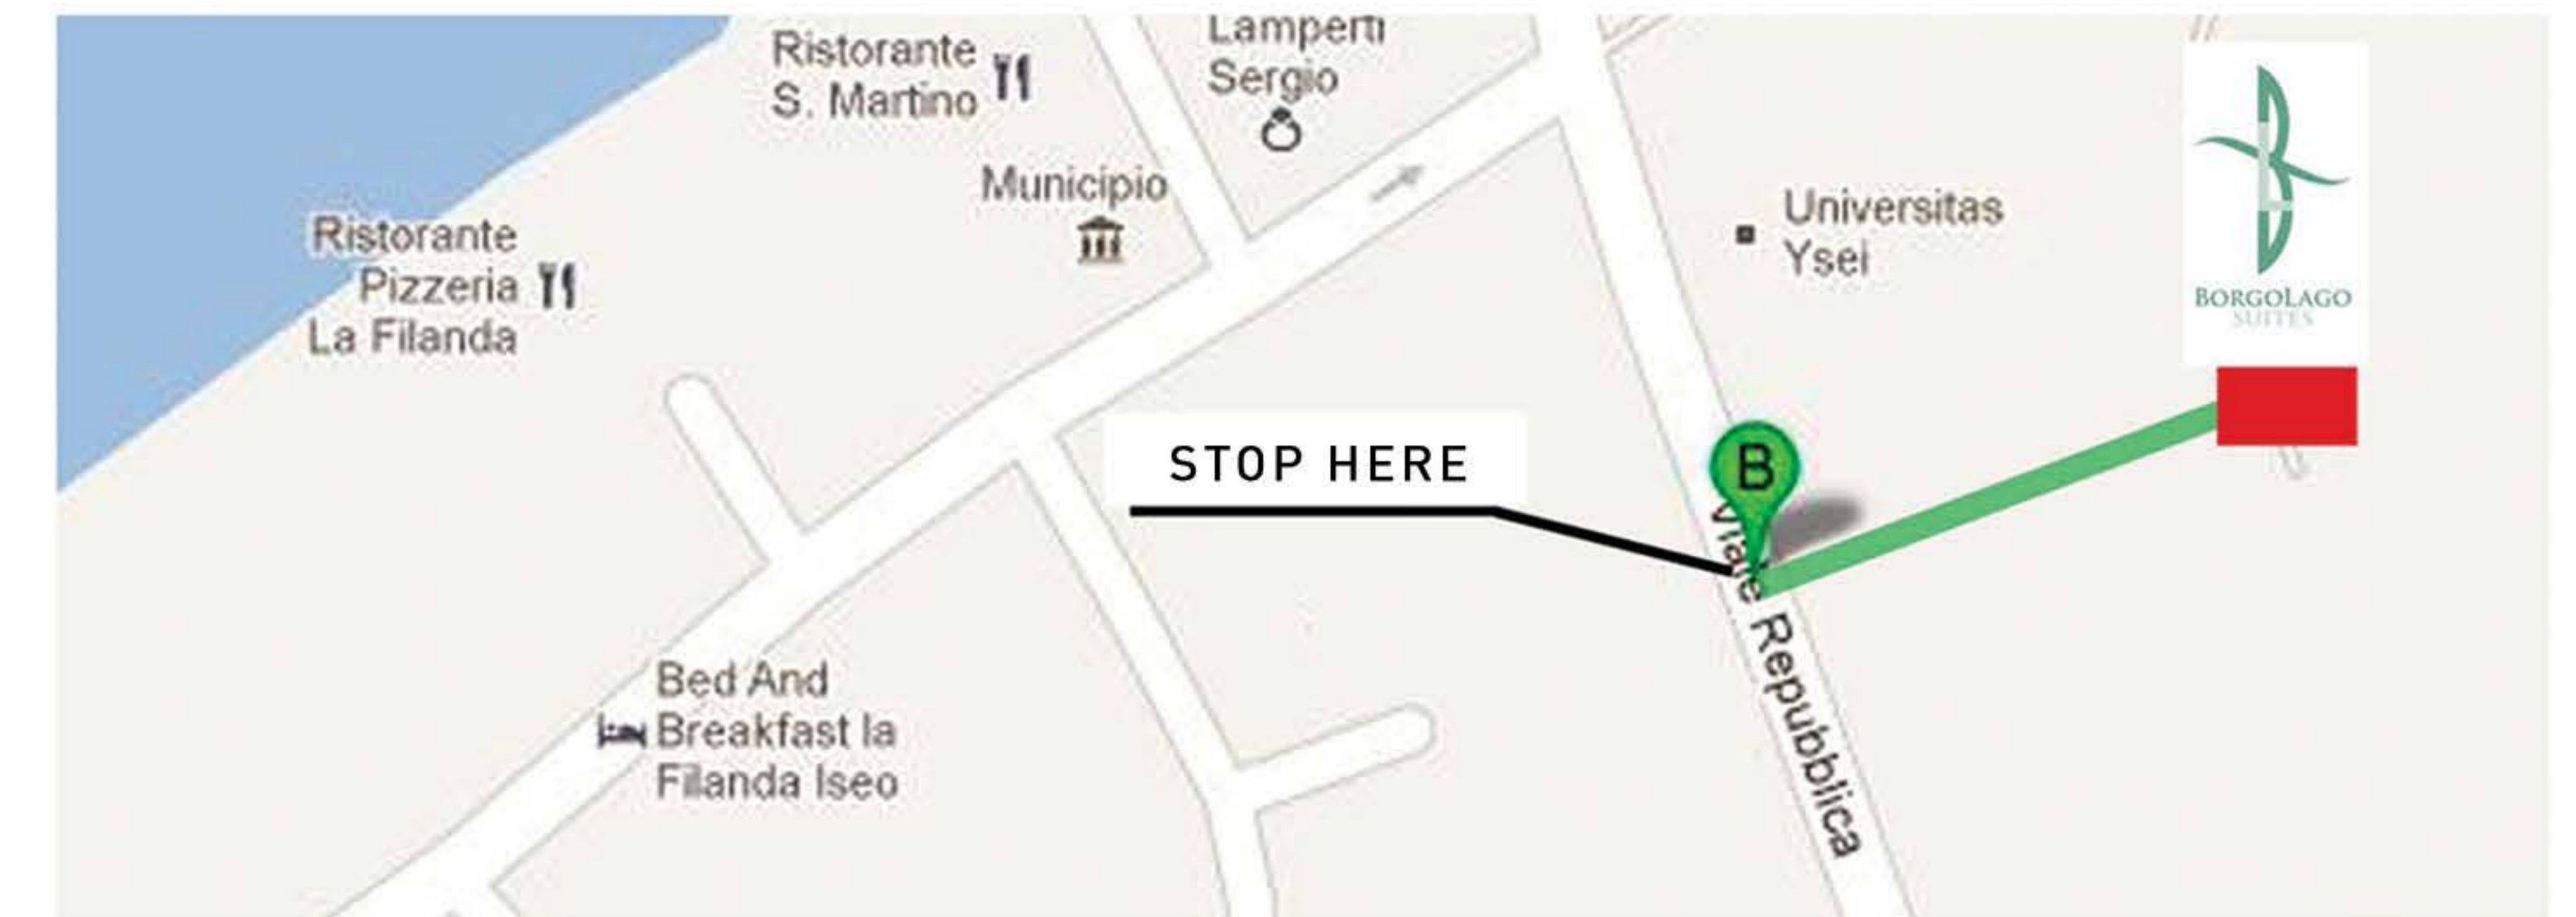 Lamperti
Sergio
Ristorante
S. Martino
Municipio
Ristorante
Pizzeria
La Filanda
Universitas
Ysei
BORGOLAGO
SUITES
STOP HERE
B
Viale Repubblica
Bed And
Breakfast la
Filanda Iseo